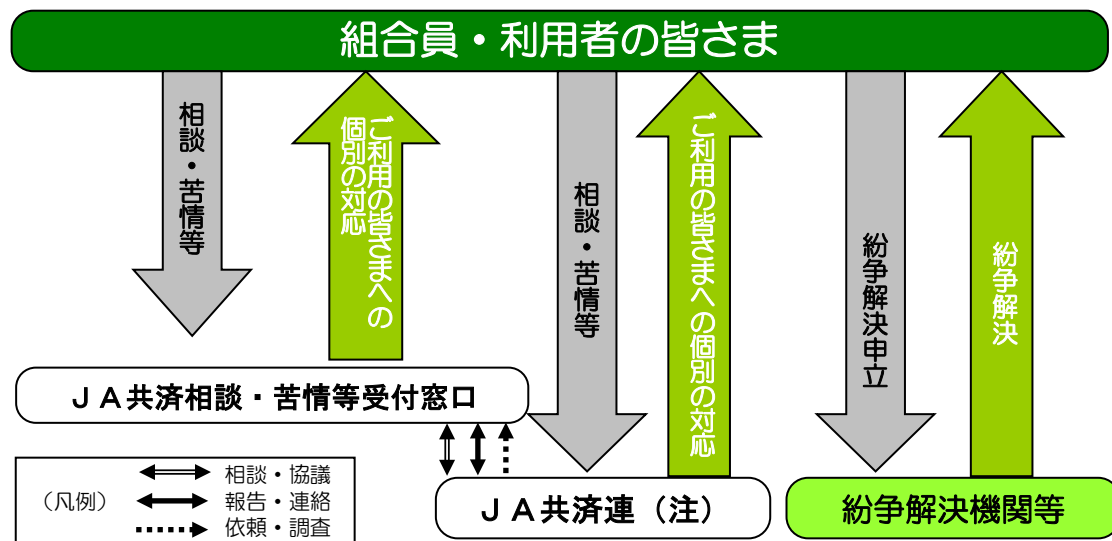 組合員・利用者の皆さま
相談・苦情等
ご利用の皆さまへの
個別の対応
相談・苦情等
ご利用の皆さまへの個別の対応
紛争解決申立
紛争解決
ＪＡ共済相談・苦情等受付窓口
（凡例）
相談・協議
報告・連絡
依頼・調査
ＪＡ共済連（注）
紛争解決機関等